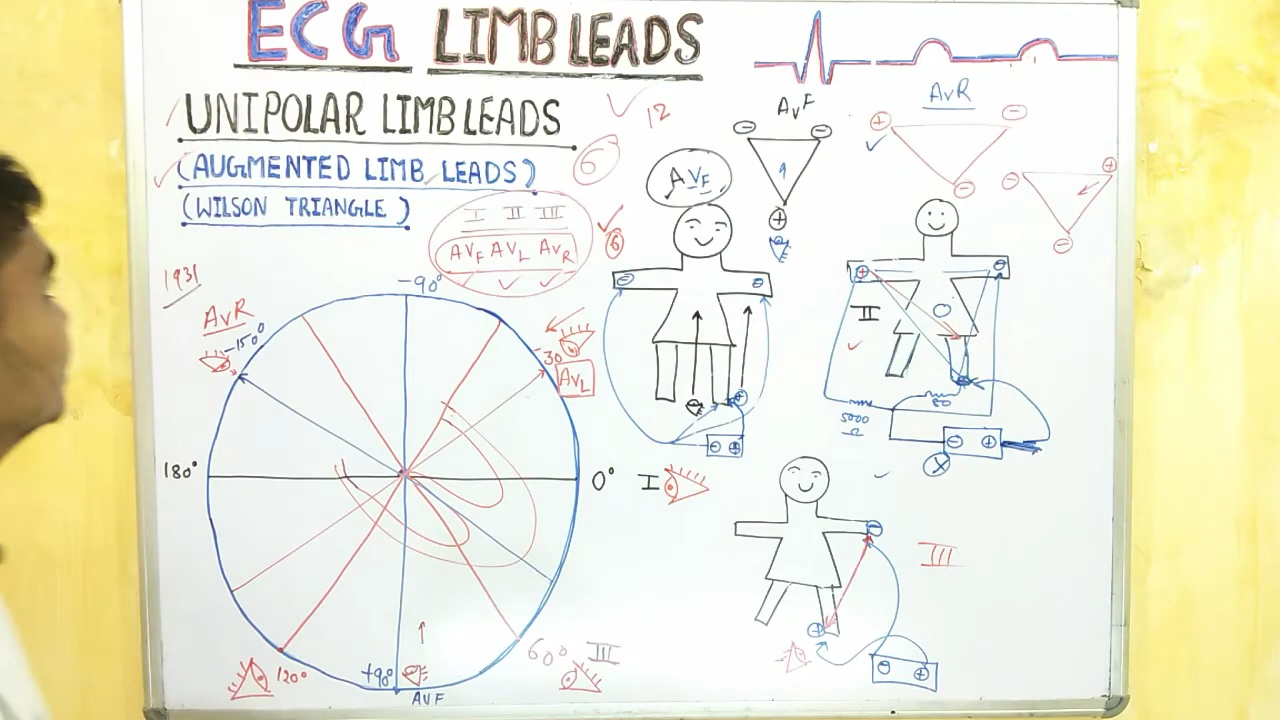 ECG LIMB LEADS
UNIPOLAR LIMB LEADS
12
(AUGMENTED LIMB LEADS)
6
(WILSON TRIANGLE)
I II III
AVF AVL AVR
6
1931
AVF
AVF
AVR
AVR
-150°
-90°
-30
AVL
180°
0°
I
120°
+90°
AVF
60° III
II
5000
Ω
III